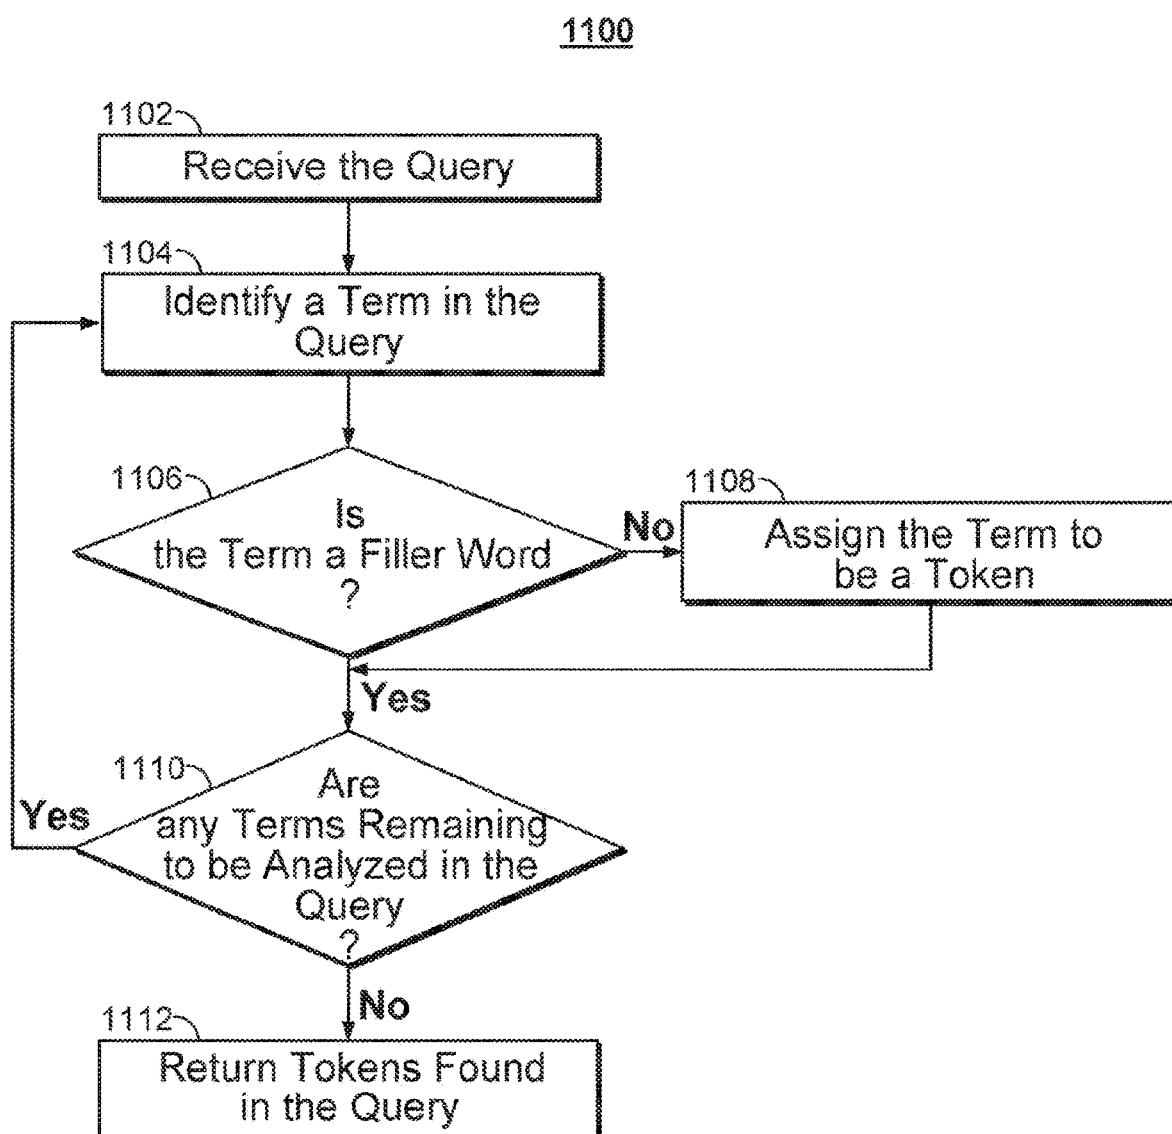 1100
1102
Receive the Query
1104
Identify a Term in the
Query
1106
Is
the Term a Filler Word
?
No
1108
Assign the Term to
be a Token
Yes
1110
Are
any Terms Remaining
to be Analyzed in the
Query
?
Yes
No
1112
Return Tokens Found
in the Query